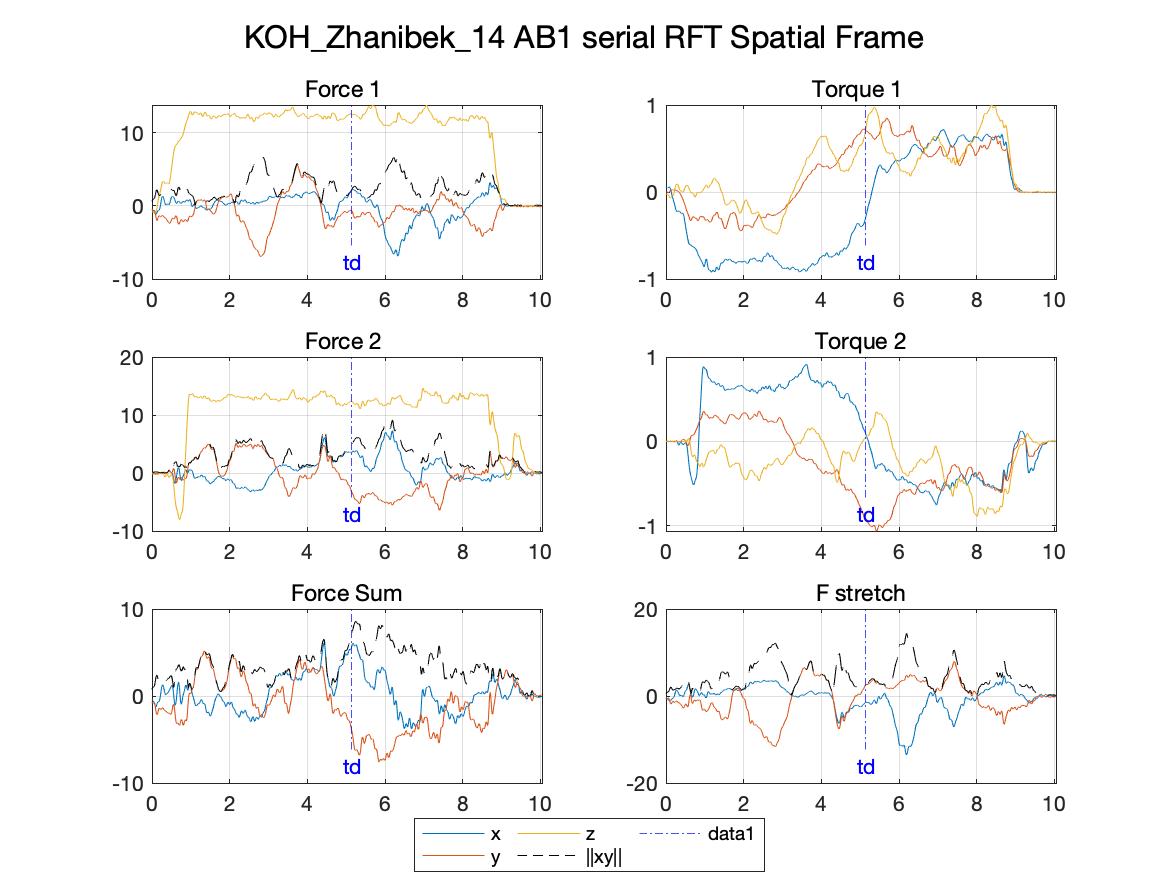 KOH_Zhanibek_14 AB1 serial RFT Spatial Frame
Force 1
10
0
-10
td
0 2 4 6 8 10
Torque 1
1
0
-1
td
0 2 4 6 8 10
Force 2
20
10
0
-10
td
0 2 4 6 8 10
Torque 2
1
0
-1
td
0 2 4 6 8 10
Force Sum
10
0
-10
td
0 2 4 6 8 10
F stretch
20
0
-20
td
0 2 4 6 8 10
x z data1
y ||xy||